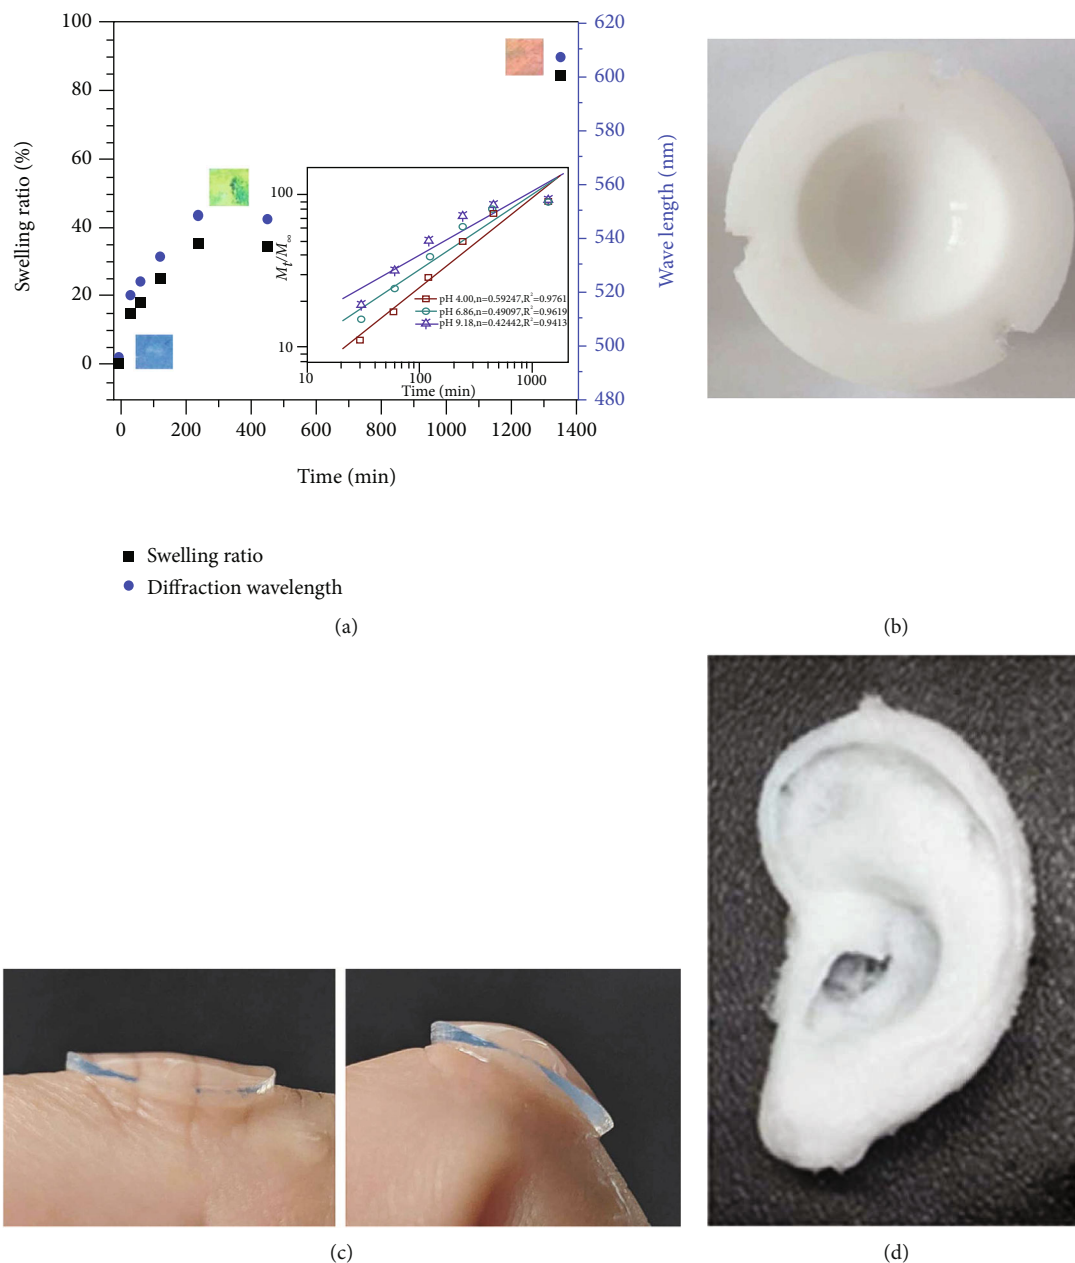 100
80
60
40
20
0
Swelling ratio (%)
620
600
580
560
540
520
500
480
Wave length (nm)
100
10
M_t/M_∞
pH 4.00,n=0.59247,R²=0.9761
pH 6.86,n=0.49097,R²=0.9619
pH 9.18,n=0.42442,R²=0.9413
10
100
1000
Time (min)
0 200 400 600 800 1000 1200 1400
Time (min)
Swelling ratio
Diffraction wavelength
(a)
(b)
(c)
(d)